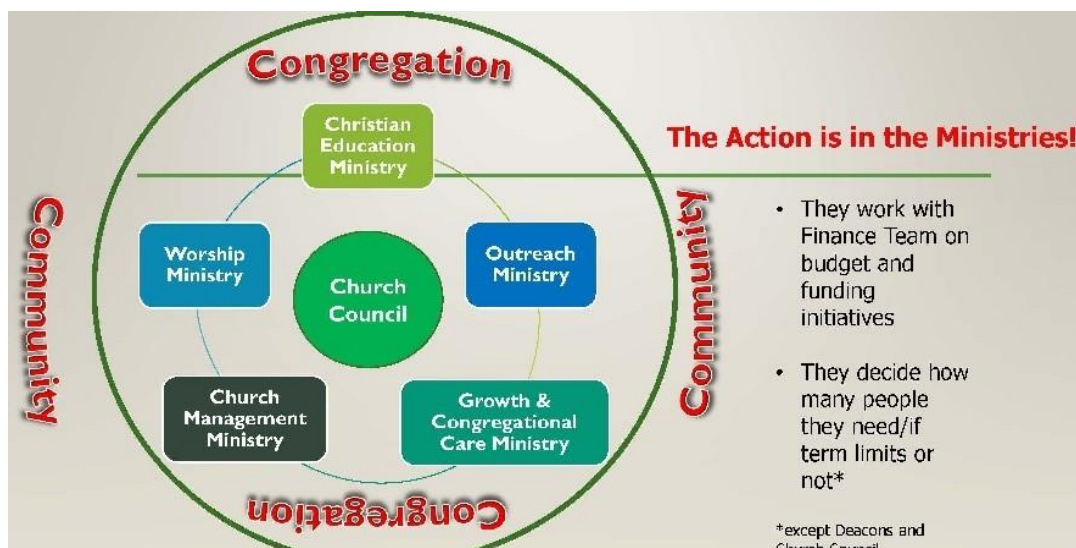 Congregation
Christian
Education
Ministry
The Action is in the Ministries!
Community
Worship
Ministry
Church
Council
Outreach
Ministry
Community
Church
Management
Ministry
Growth &
Congregational
Care Ministry
Congregation
• They work with
Finance Team on
budget and
funding
initiatives
• They decide how
many people
they need/if
term limits or
not*
*except Deacons and
Church Council